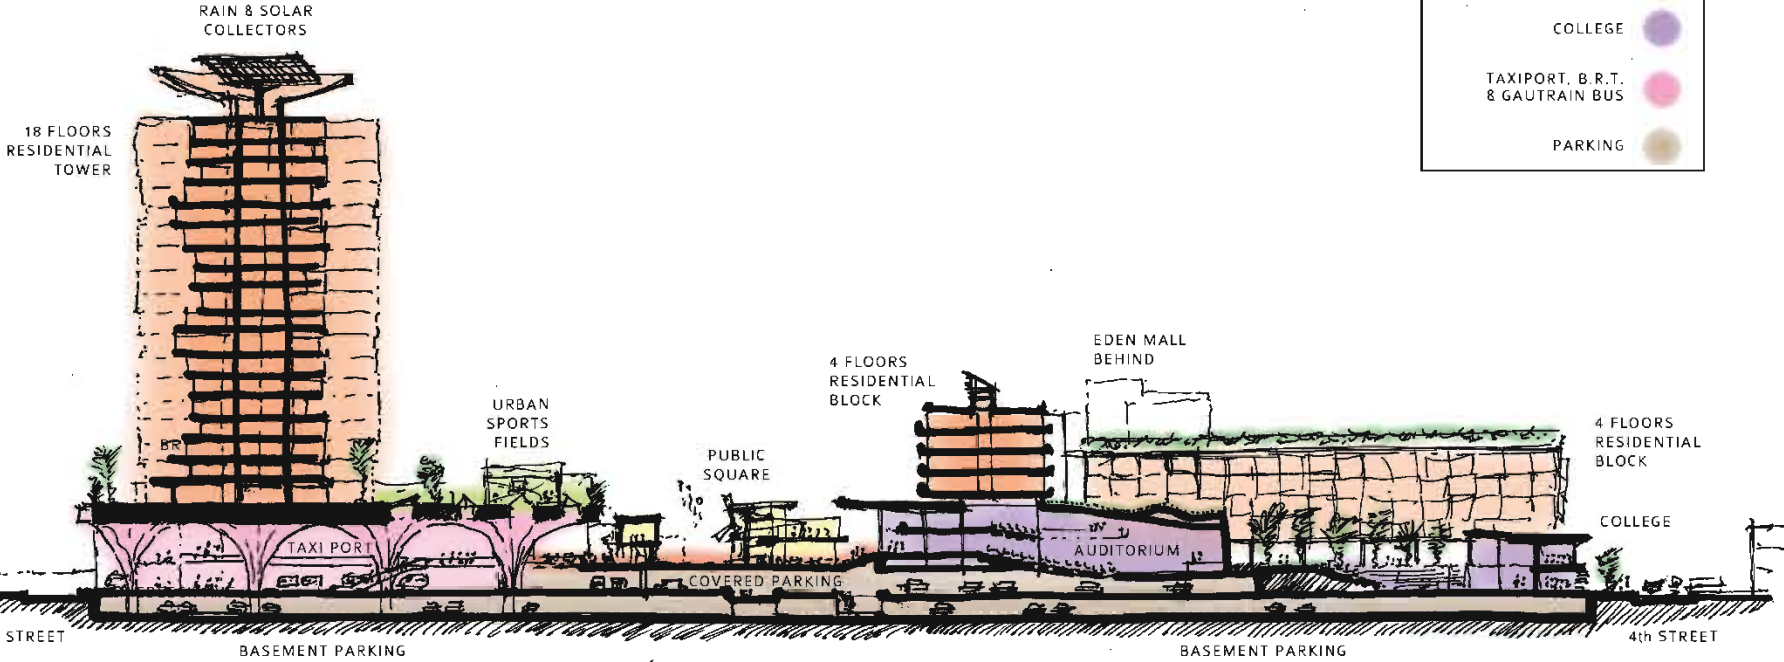 RAIN & SOLAR
COLLECTORS
COLLEGE
TAXIPORT, B.R.T.
& GAUTRAIN BUS
PARKING
18 FLOORS
RESIDENTIAL
TOWER
EDEN MALL
BEHIND
4 FLOORS
RESIDENTIAL
BLOCK
URBAN
SPORTS
FIELDS
4 FLOORS
RESIDENTIAL
BLOCK
BR
PUBLIC
SQUARE
COLLEGE
TAXI PORT
AUDITORIUM
COVERED PARKING
STREET
BASEMENT PARKING
BASEMENT PARKING
4th STREET